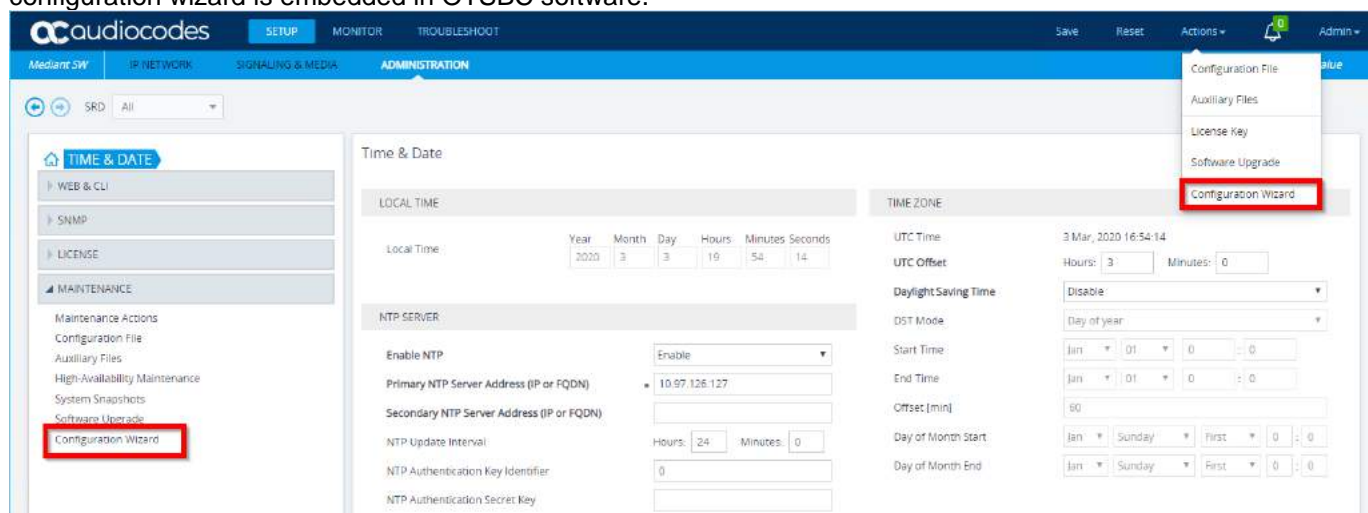 configuration wizard is embedded in OTSBC software.
audiocodes SETUP MONITOR TROUBLESHOOT Save Reset Actions 0 Admin
Mediant SW IP NETWORK SIGNALING & MEDIA ADMINISTRATION alue
Configuration File
Auxiliary Files
License Key
Software Upgrade
Configuration Wizard
SRD All
TIME & DATE
WEB & CLI
SNMP
LICENSE
MAINTENANCE
Maintenance Actions
Configuration File
Auxiliary Files
High-Availability Maintenance
System Snapshots
Software Upgrade
Configuration Wizard
Time & Date
LOCAL TIME
Year Month Day Hours Minutes Seconds
Local Time 2020 3 3 19 54 14
NTP SERVER
Enable NTP Enable
Primary NTP Server Address (IP or FQDN) • 10.97.126.127
Secondary NTP Server Address (IP or FQDN)
NTP Update Interval Hours: 24 Minutes: 0
NTP Authentication Key Identifier 0
NTP Authentication Secret Key
TIME ZONE
UTC Time 3 Mar, 2020 16:54:14
UTC Offset Hours: 3 Minutes: 0
Daylight Saving Time Disable
DST Mode Day of year
Start Time Jan 01 0 : 0
End Time Jan 01 0 : 0
Offset [min] 60
Day of Month Start Jan Sunday First 0 : 0
Day of Month End Jan Sunday First 0 : 0